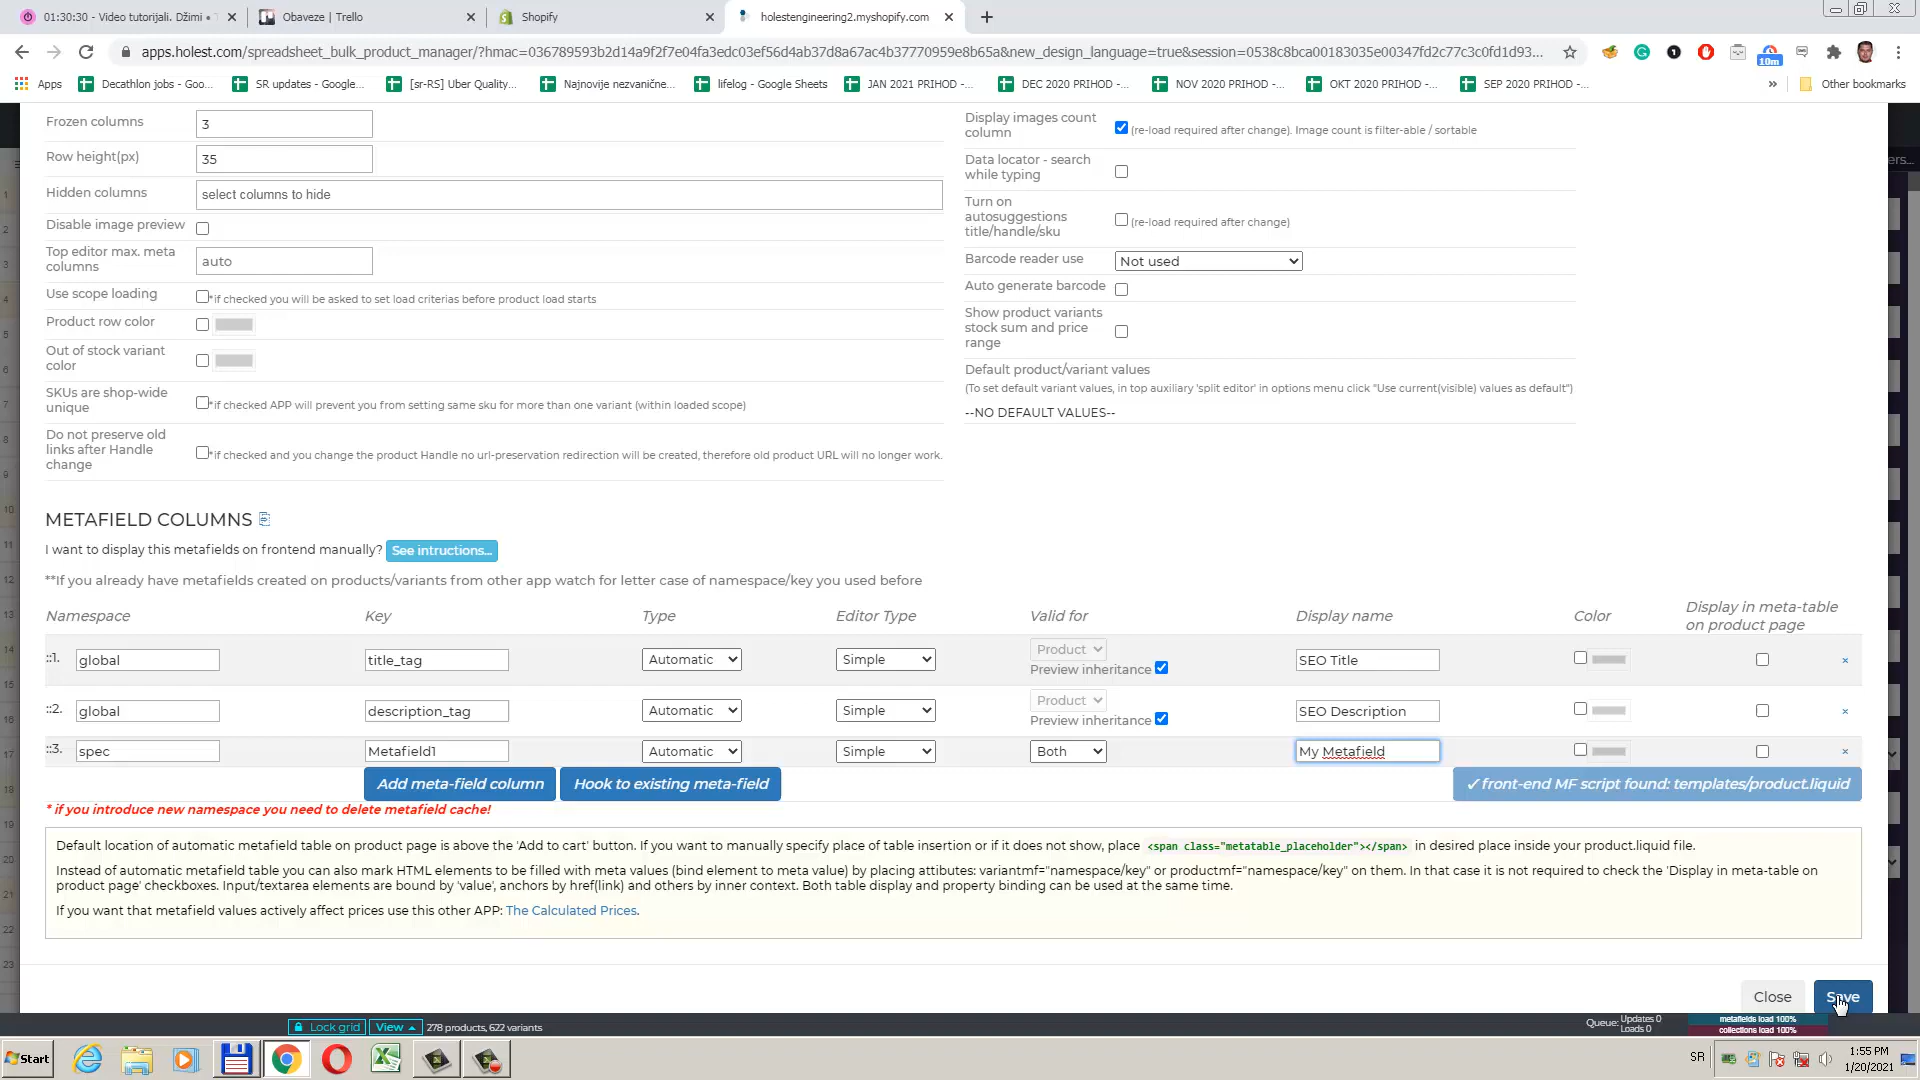 01:30:30 - Video tutorijali. Džimi •
Obaveze | Trello
Shopify
holestengineering2.myshopify.com
apps.holest.com/spreadsheet_bulk_product_manager/?hmac=036789593b2d14a9f2f7e04fa3edc03ef56d4ab37d8a67ac4b37770959e8b65a&new_design_language=true&session=0538c8bca00183035e00347fd2c77c3c0fd1d93...
10m
Apps
Decathlon jobs - Goo...
SR updates - Google...
[sr-RS] Uber Quality...
Najnovije nezvanične...
lifelog - Google Sheets
JAN 2021 PRIHOD -...
DEC 2020 PRIHOD -...
NOV 2020 PRIHOD -...
OKT 2020 PRIHOD -...
SEP 2020 PRIHOD -...
»
Other bookmarks
Frozen columns
3
Row height(px)
35
Hidden columns
select columns to hide
Disable image preview
Top editor max. meta
columns
auto
Use scope loading
*if checked you will be asked to set load criterias before product load starts
Product row color
Out of stock variant
color
SKUs are shop-wide
unique
*if checked APP will prevent you from setting same sku for more than one variant (within loaded scope)
Do not preserve old
links after Handle
change
*if checked and you change the product Handle no url-preservation redirection will be created, therefore old product URL will no longer work.
Display images count
column
(re-load required after change). Image count is filter-able / sortable
Data locator - search
while typing
Turn on
autosuggestions
title/handle/sku
(re-load required after change)
Barcode reader use
Not used
Auto generate barcode
Show product variants
stock sum and price
range
Default product/variant values
(To set default variant values, in top auxiliary 'split editor' in options menu click "Use current(visible) values as default")
--NO DEFAULT VALUES--
ers...
METAFIELD COLUMNS
I want to display this metafields on frontend manually? See intructions...
**If you already have metafields created on products/variants from other app watch for letter case of namespace/key you used before
Namespace
Key
Type
Editor Type
Valid for
Display name
Color
Display in meta-table
on product page
::1.
global
title_tag
Automatic
Simple
Product
Preview inheritance
SEO Title
×
::2.
global
description_tag
Automatic
Simple
Product
Preview inheritance
SEO Description
×
::3.
spec
Metafield1
Automatic
Simple
Both
My Metafield
×
Add meta-field column
Hook to existing meta-field
✓ front-end MF script found: templates/product.liquid
* if you introduce new namespace you need to delete metafield cache!
Default location of automatic metafield table on product page is above the 'Add to cart' button. If you want to manually specify place of table insertion or if it does not show, place <span class="metatable_placeholder"></span> in desired place inside your product.liquid file.
Instead of automatic metafield table you can also mark HTML elements to be filled with meta values (bind element to meta value) by placing attibutes: variantmf="namespace/key" or productmf="namespace/key" on them. In that case it is not required to check the 'Display in meta-table on
product page' checkboxes. Input/textarea elements are bound by 'value', anchors by href(link) and others by inner context. Both table display and property binding can be used at the same time.
If you want that metafield values actively affect prices use this other APP: The Calculated Prices.
Close
Save
1
2
3
4
5
6
7
8
9
10
11
12
13
14
15
16
17
18
19
20
21
22
23
Lock grid
View
278 products, 622 variants
Queue:
Updates 0
Loads 0
metafields load 100%
collections load 100%
Start
SR
1:55 PM
1/20/2021